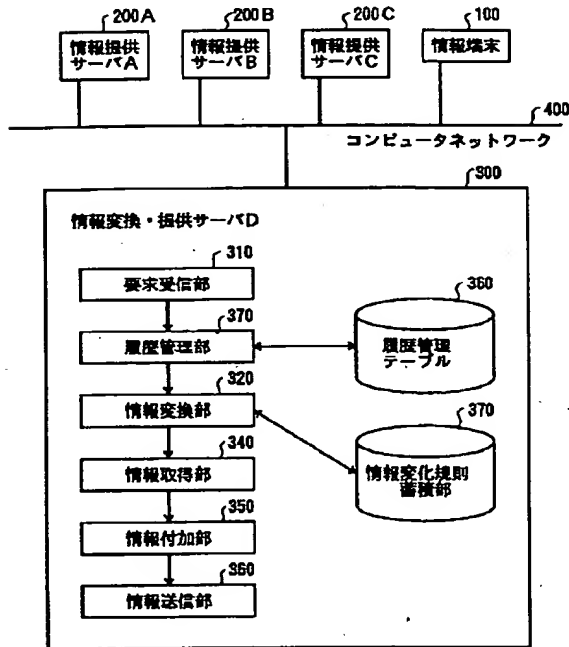 200A
200B
200C
100
情報提供
サーバA
情報提供
サーバB
情報提供
サーバC
情報端末
400
コンピュータネットワーク
300
情報変換・提供サーバD
310
要求受信部
370
履歴管理部
360
履歴管理
テーブル
320
情報変換部
340
情報取得部
370
情報変化規則
蓄積部
350
情報付加部
360
情報送信部